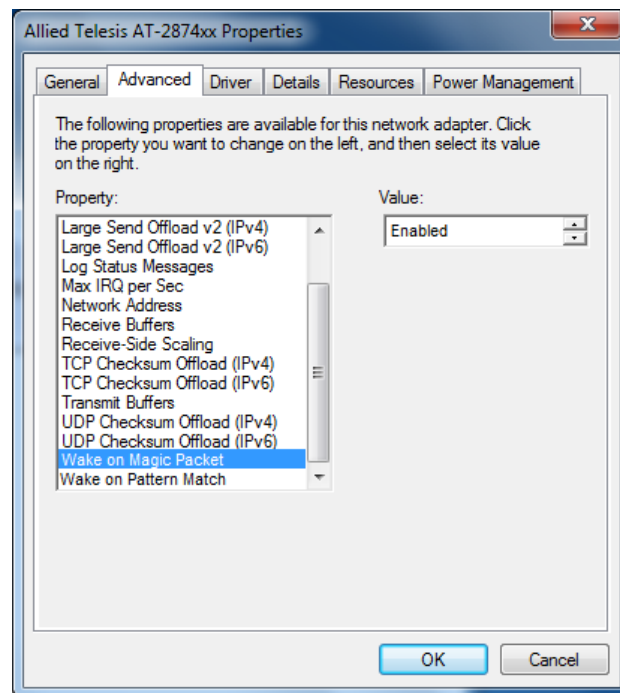 Allied Telesis AT-2874xx Properties
General Advanced Driver Details Resources Power Management
The following properties are available for this network adapter. Click
the property you want to change on the left, and then select its value
on the right.
Property:
Value:
Large Send Offload v2 (IPv4)
Large Send Offload v2 (IPv6)
Log Status Messages
Max IRQ per Sec
Network Address
Receive Buffers
Receive-Side Scaling
TCP Checksum Offload (IPv4)
TCP Checksum Offload (IPv6)
Transmit Buffers
UDP Checksum Offload (IPv4)
UDP Checksum Offload (IPv6)
Wake on Magic Packet
Wake on Pattern Match
Enabled
OK
Cancel